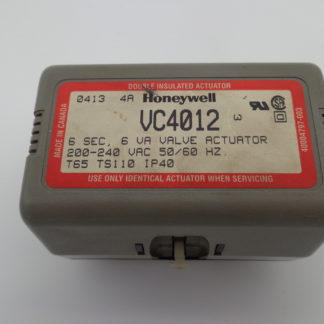 DOUBLE INSULATED ACTUATOR
0413 4A Honeywell
VC4012 3
6 SEC, 6 VA VALVE ACTUATOR
200-240 VAC 50/60 HZ.
T65 TS110 IP40
USE ONLY IDENTICAL ACTUATOR WHEN SERVICING
MADE IN CANADA
40004797-003